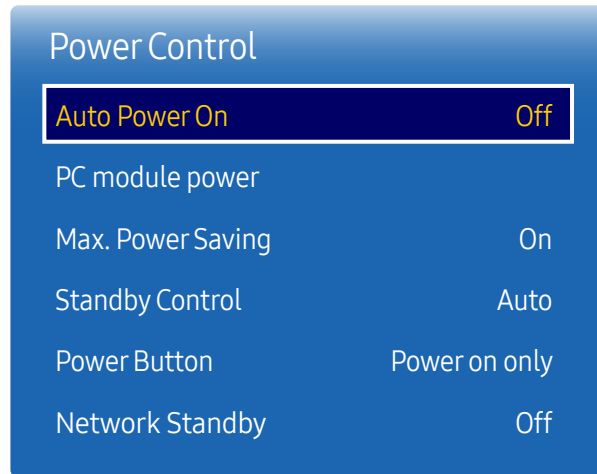 Power Control
Auto Power On Off
PC module power
Max. Power Saving On
Standby Control Auto
Power Button Power on only
Network Standby Off